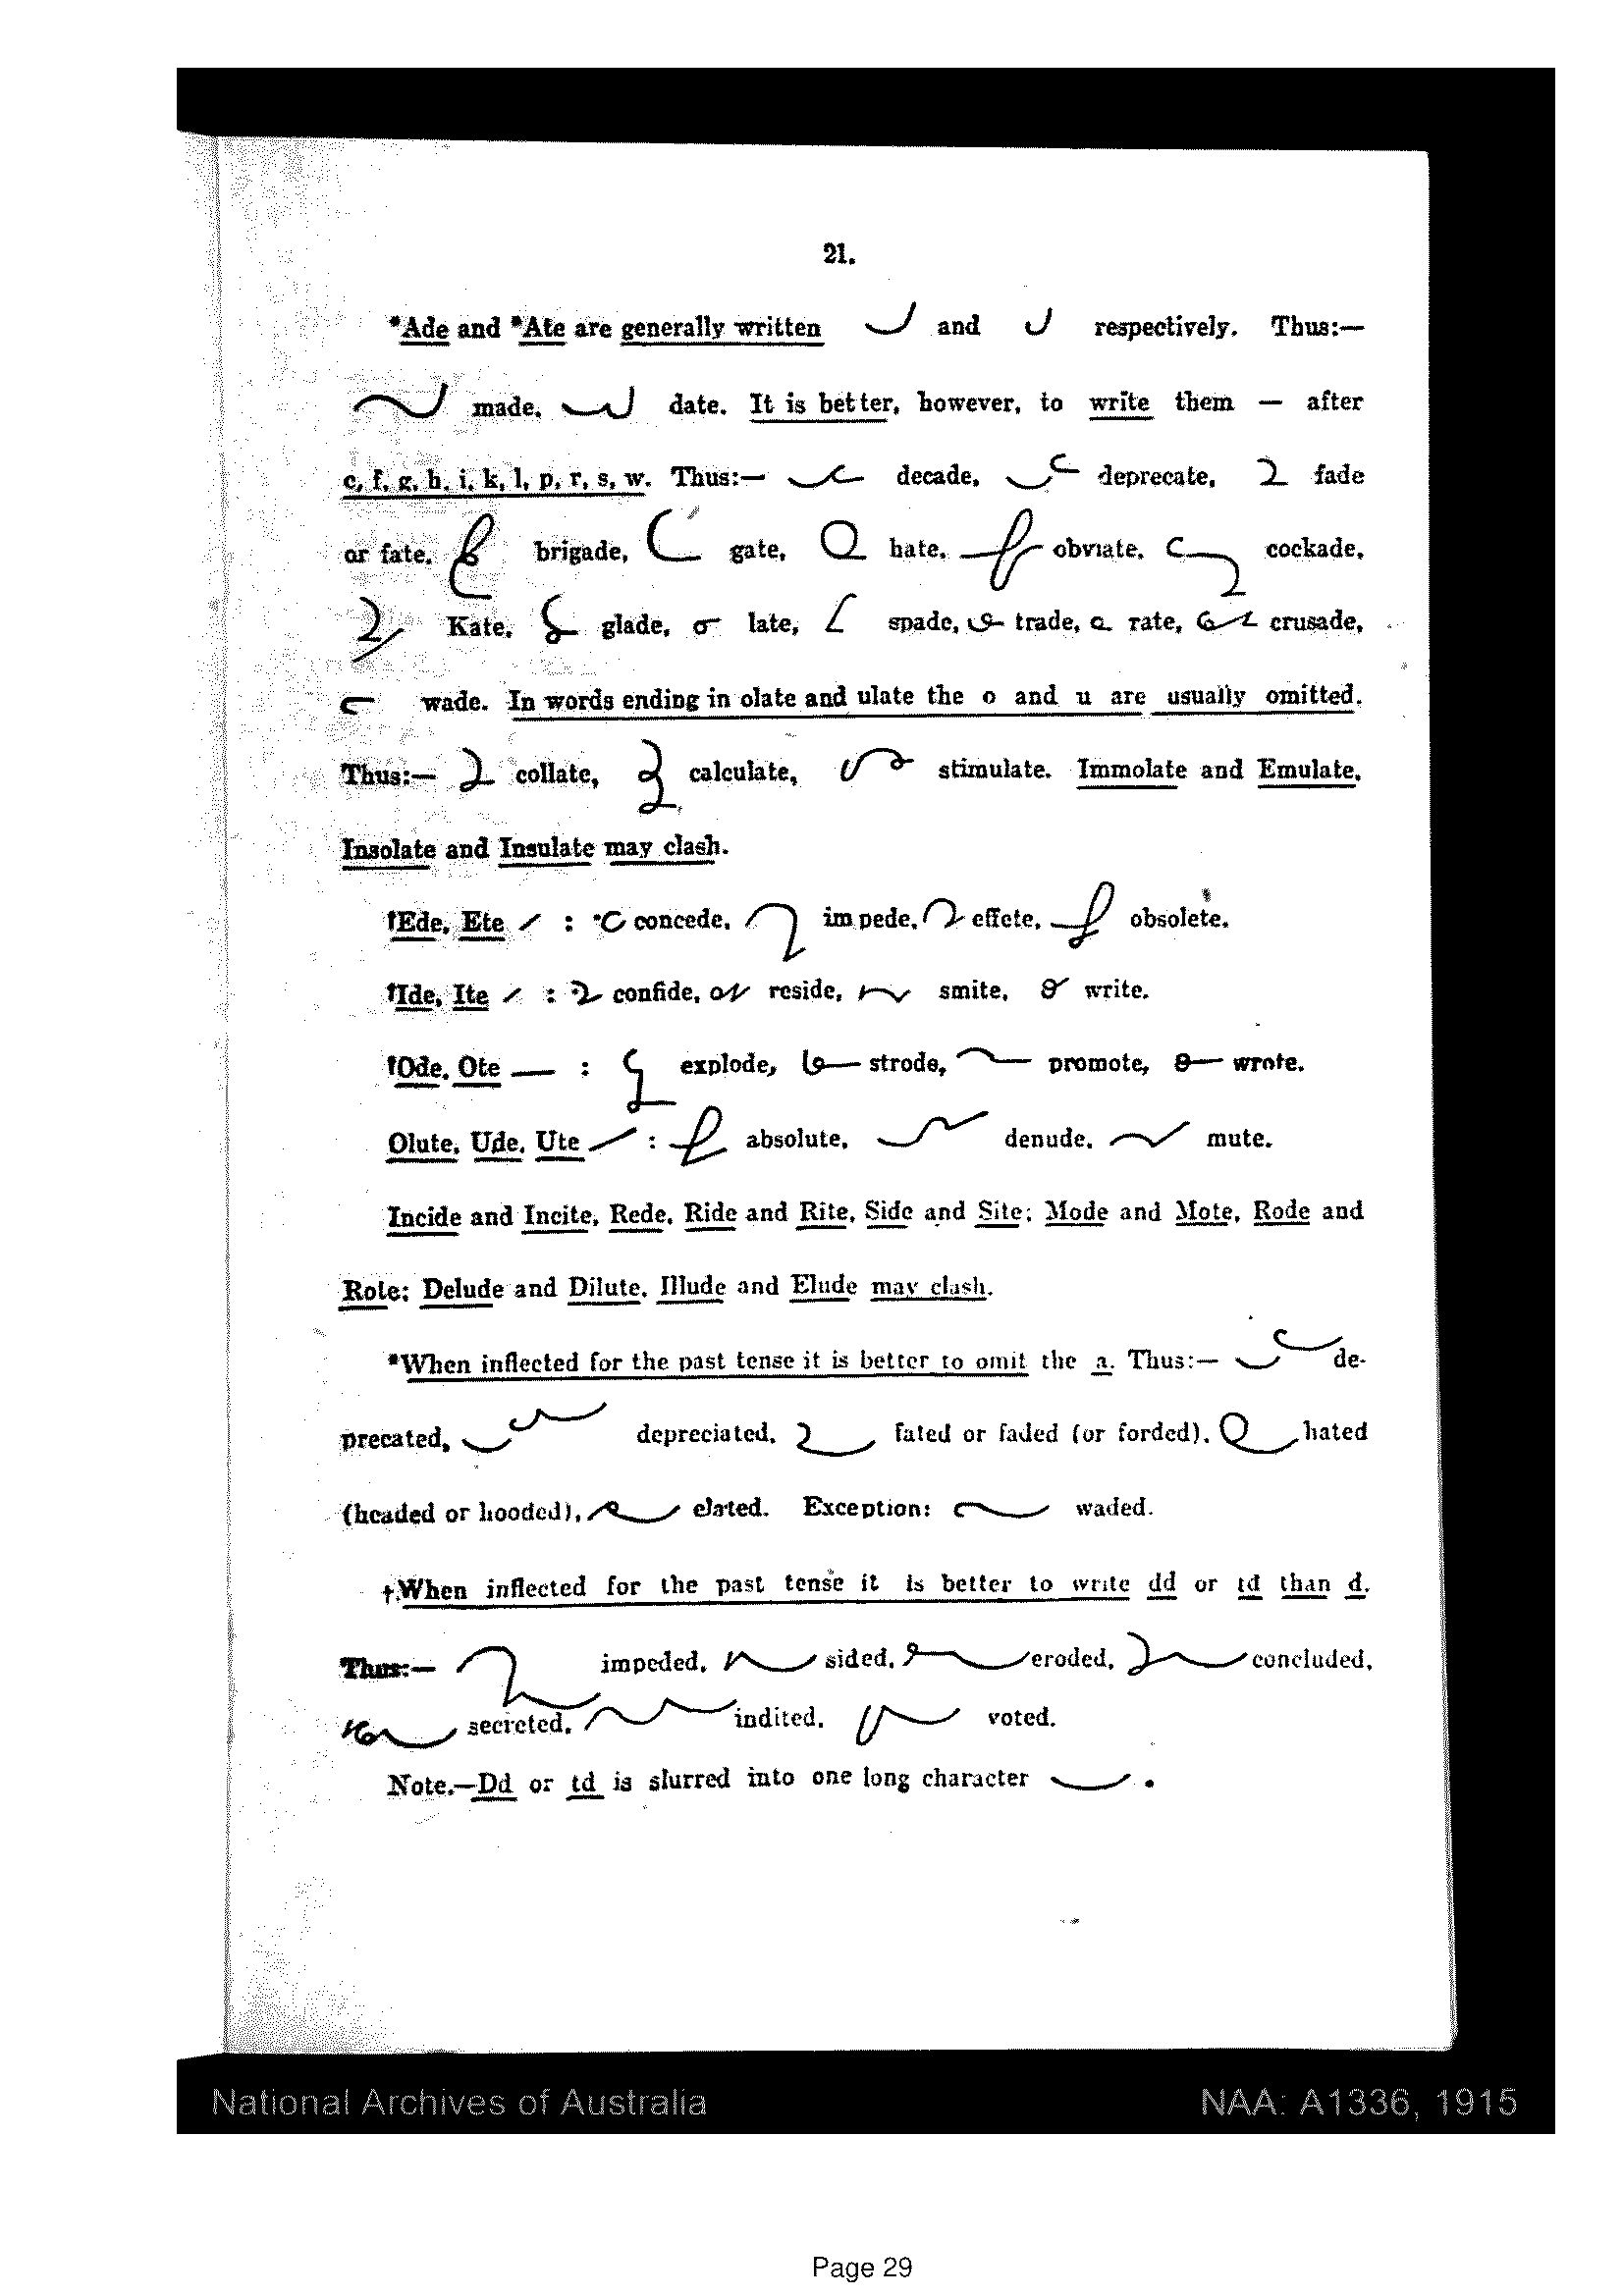 21.
*Ade and *Ate are generally written and respectively. Thus:—
made, date. It is better, however, to write them — after
c, f, g, h, i, k, l, p, r, s, w. Thus:— decade, deprecate, fade
or fate, brigade, gate, hate, obviate, cockade,
Kate, glade, late, spade, trade, rate, crusade,
wade. In words ending in olate and ulate the o and u are usually omitted.
Thus:— collate, calculate, stimulate. Immolate and Emulate,
Insolate and Insulate may clash.
†Ede, Ete : concede, impede, effete, obsolete.
†Ide, Ite : confide, reside, smite, write.
†Ode, Ote — : explode, strode, promote, wrote.
Olute, Ude, Ute : absolute, denude, mute.
Incide and Incite, Rede, Ride and Rite, Side and Site; Mode and Mote, Rode and
Rote; Delude and Dilute, Illude and Elude may clash.
*When inflected for the past tense it is better to omit the a. Thus:— de-
precated, depreciated, fated or faded (or forded), hated
(headed or hooded), elated. Exception: waded.
†When inflected for the past tense it is better to write dd or td than d.
Thus:— impeded, sided, eroded, concluded,
secreted, indited, voted.
Note.—Dd or td is slurred into one long character .
National Archives of Australia NAA: A1336, 1915
Page 29